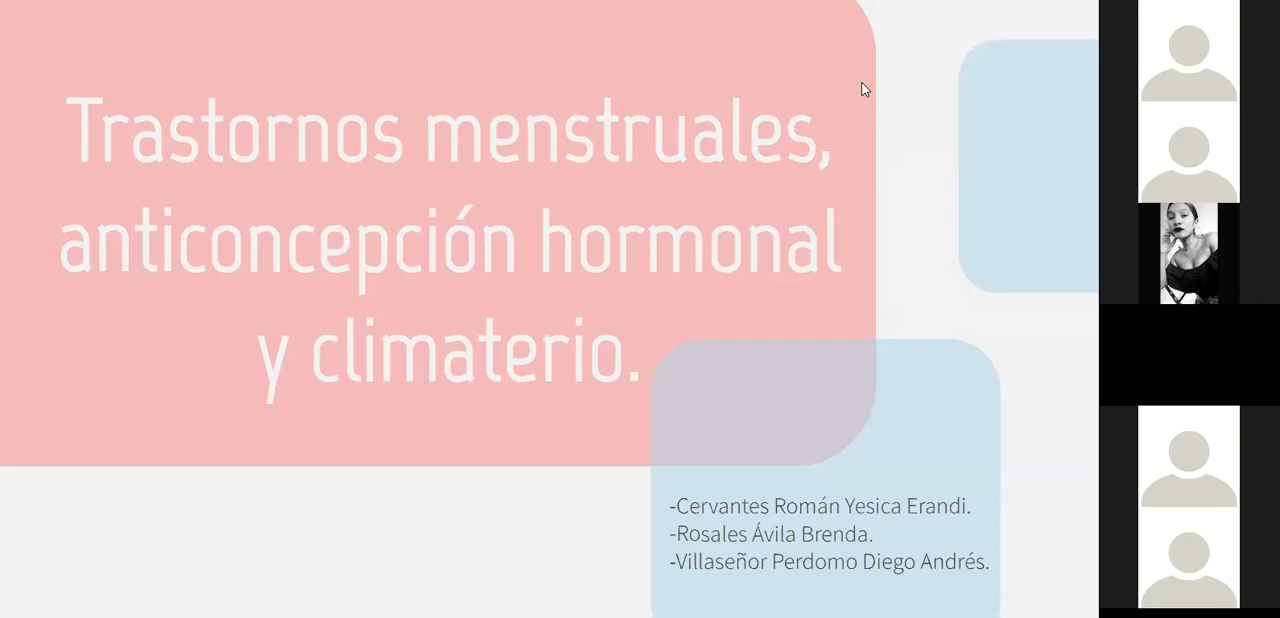 Trastornos menstruales,
anticoncepción hormonal
y climaterio.
-Cervantes Román Yesica Erandi.
-Rosales Ávila Brenda.
-Villaseñor Perdomo Diego Andrés.